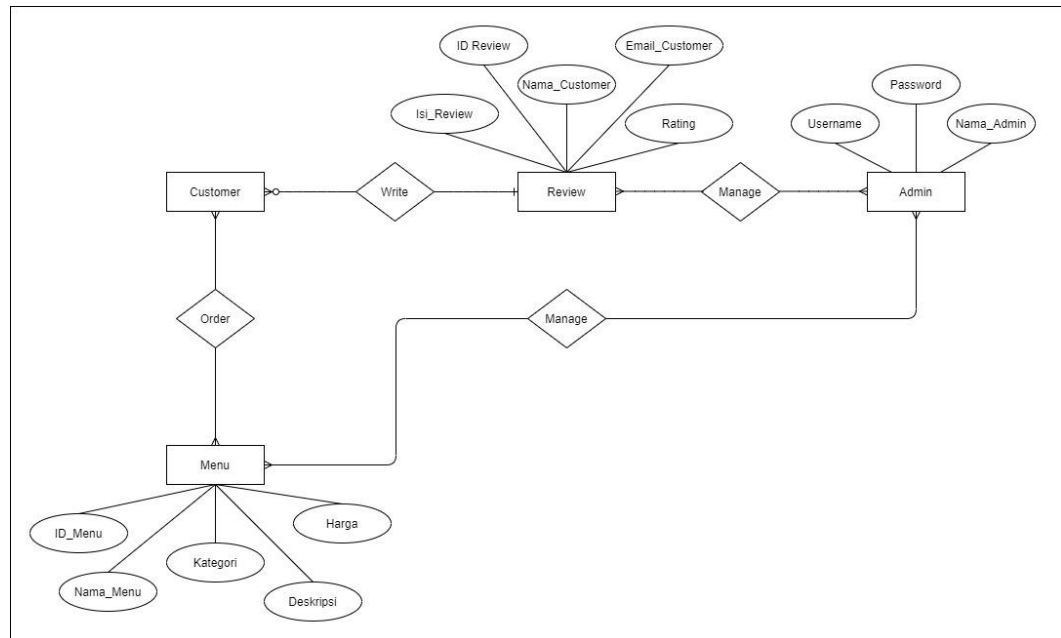 ID Review
Email_Customer
Nama_Customer
Password
Isi_Review
Rating
Username
Nama_Admin
Customer
Write
Review
Manage
Admin
Order
Manage
Menu
ID_Menu
Harga
Kategori
Nama_Menu
Deskripsi